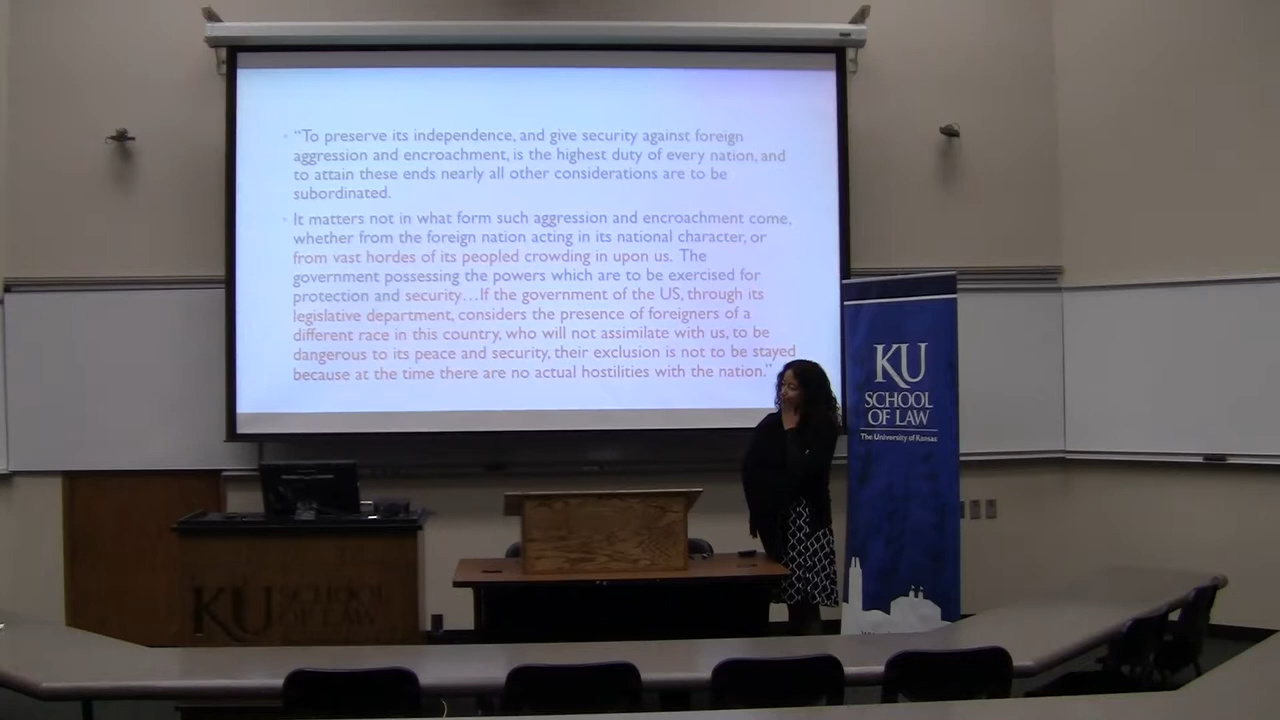 “To preserve its independence, and give security against foreign
aggression and encroachment, is the highest duty of every nation, and
to attain these ends nearly all other considerations are to be
subordinated.
It matters not in what form such aggression and encroachment come,
whether from the foreign nation acting in its national character, or
from vast hordes of its peopled crowding in upon us. The
government possessing the powers which are to be exercised for
protection and security…If the government of the US, through its
legislative department, considers the presence of foreigners of a
different race in this country, who will not assimilate with us, to be
dangerous to its peace and security, their exclusion is not to be stayed
because at the time there are no actual hostilities with the nation.”
KU
SCHOOL
OF LAW
The University of Kansas
KU SCHOOL
OF LAW